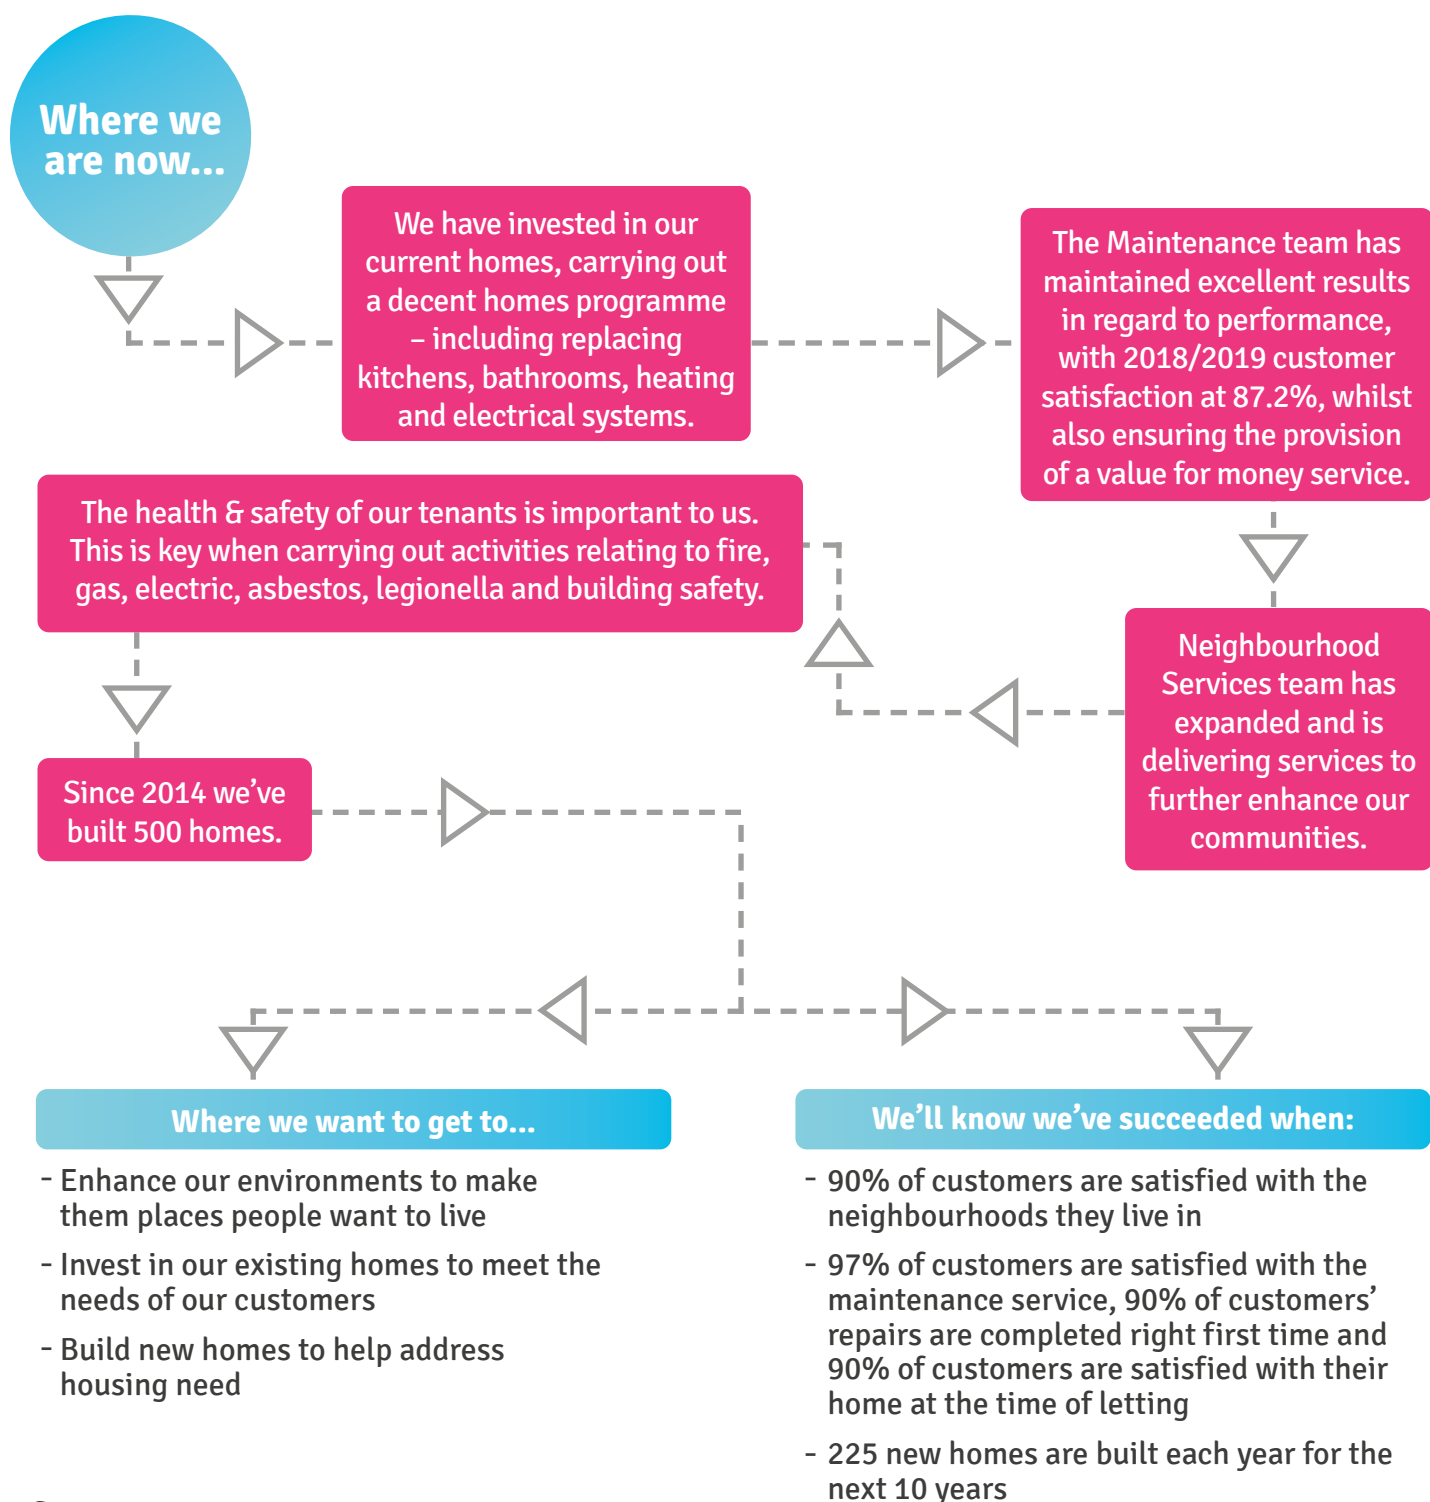 Where we
are now...
We have invested in our
current homes, carrying out
a decent homes programme
– including replacing
kitchens, bathrooms, heating
and electrical systems.
The Maintenance team has
maintained excellent results
in regard to performance,
with 2018/2019 customer
satisfaction at 87.2%, whilst
also ensuring the provision
of a value for money service.
Neighbourhood
Services team has
expanded and is
delivering services to
further enhance our
communities.
The health & safety of our tenants is important to us.
This is key when carrying out activities relating to fire,
gas, electric, asbestos, legionella and building safety.
Since 2014 we’ve
built 500 homes.
Where we want to get to...
- Enhance our environments to make
them places people want to live
- Invest in our existing homes to meet the
needs of our customers
- Build new homes to help address
housing need
We’ll know we’ve succeeded when:
- 90% of customers are satisfied with the
neighbourhoods they live in
- 97% of customers are satisfied with the
maintenance service, 90% of customers’
repairs are completed right first time and
90% of customers are satisfied with their
home at the time of letting
- 225 new homes are built each year for the
next 10 years